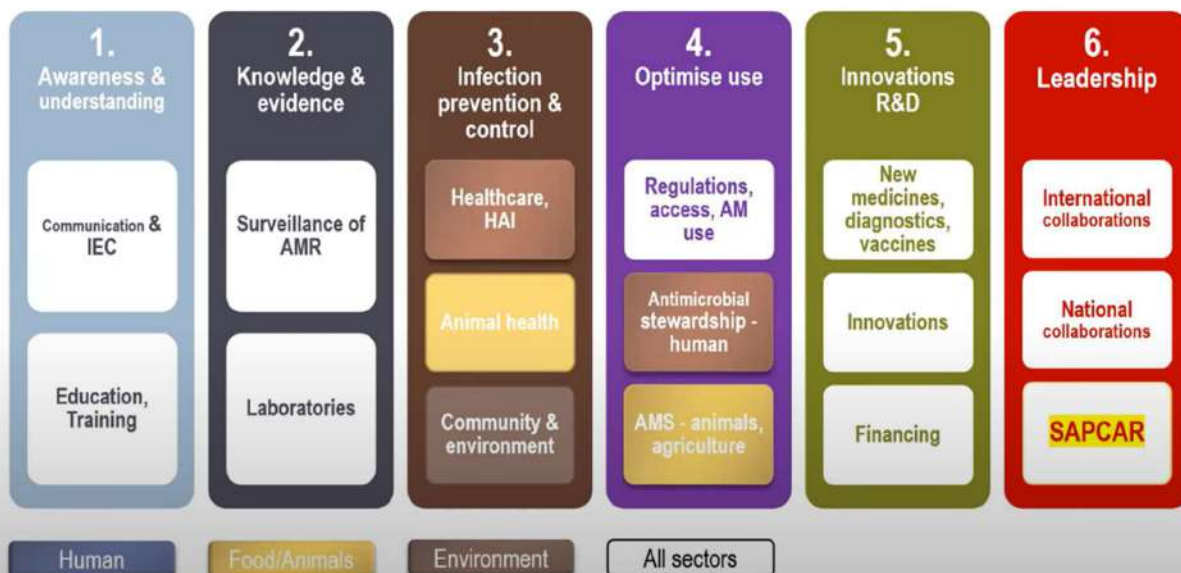 1.
Awareness &
understanding
Communication &
IEC
Education,
Training
2.
Knowledge &
evidence
Surveillance of
AMR
Laboratories
3.
Infection
prevention &
control
Healthcare,
HAI
Animal health
Community &
environment
4.
Optimise use
Regulations,
access, AM
use
Antimicrobial
stewardship -
human
AMS - animals,
agriculture
5.
Innovations
R&D
New
medicines,
diagnostics,
vaccines
Innovations
Financing
6.
Leadership
International
collaborations
National
collaborations
SAPCAR
Human
Food/Animals
Environment
All sectors